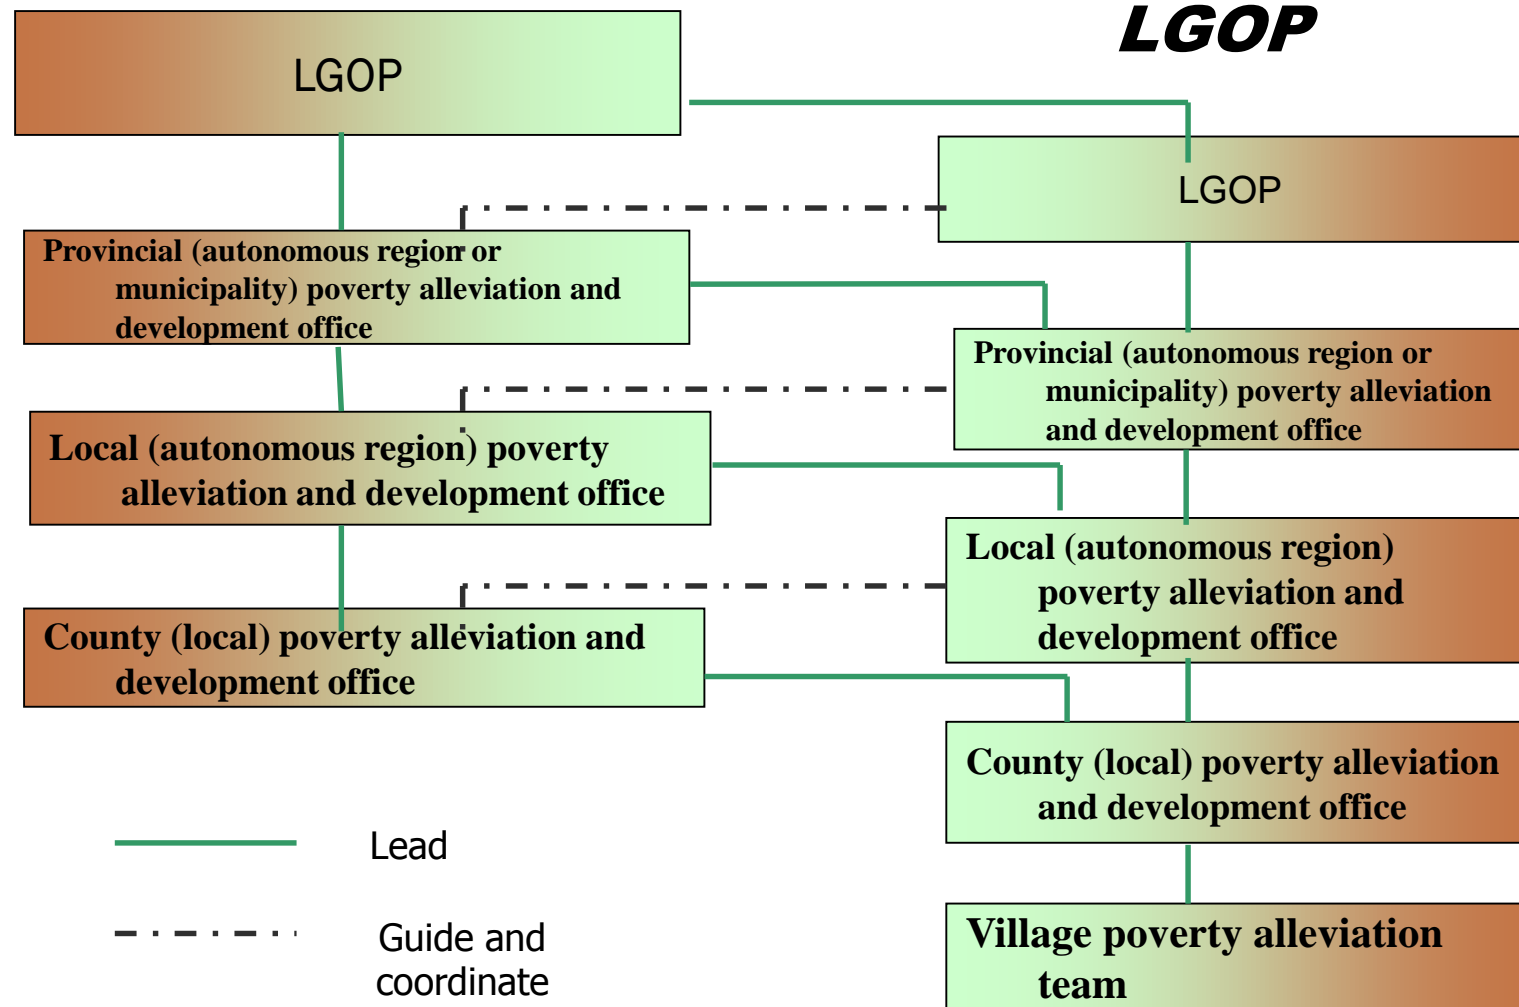 LGOP
LGOP
LGOP
Provincial (autonomous region or
municipality) poverty alleviation and
development office
Provincial (autonomous region or
municipality) poverty alleviation
and development office
Local (autonomous region) poverty
alleviation and development office
Local (autonomous region)
poverty alleviation and
development office
County (local) poverty alleviation and
development office
County (local) poverty alleviation
and development office
Lead
Guide and
coordinate
Village poverty alleviation
team